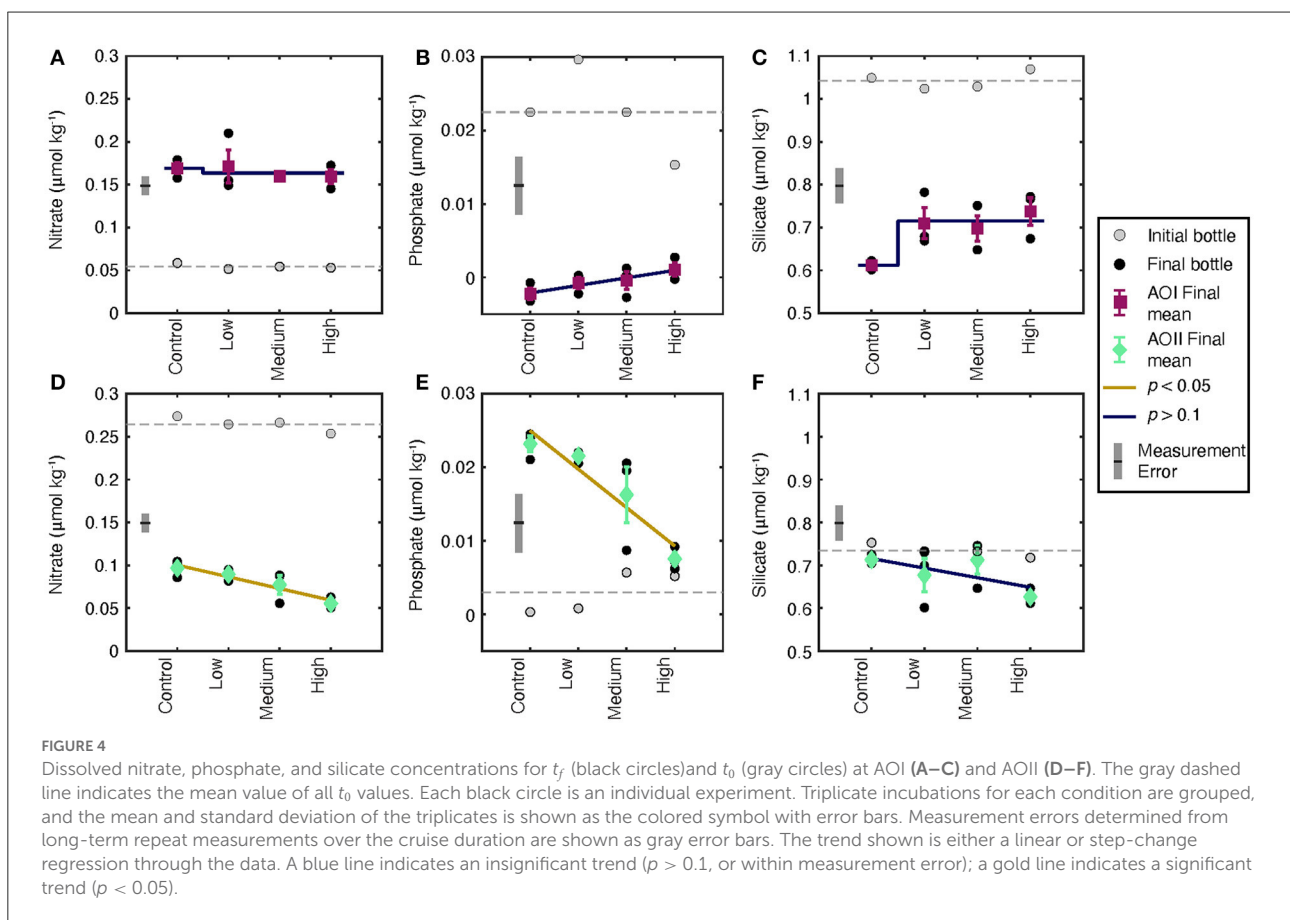 A
0.3
0.25
0.2
0.15
0.1
0.05
0
Nitrate (µmol kg⁻¹)
Control
Low
Medium
High
B
0.03
0.02
0.01
0
Phosphate (µmol kg⁻¹)
Control
Low
Medium
High
C
1.1
1
0.9
0.8
0.7
0.6
0.5
Silicate (µmol kg⁻¹)
Control
Low
Medium
High
D
0.3
0.25
0.2
0.15
0.1
0.05
0
Nitrate (µmol kg⁻¹)
Control
Low
Medium
High
E
0.03
0.02
0.01
0
Phosphate (µmol kg⁻¹)
Control
Low
Medium
High
F
1.1
1
0.9
0.8
0.7
0.6
0.5
Silicate (µmol kg⁻¹)
Control
Low
Medium
High
Initial bottle
Final bottle
AOI Final
mean
AOII Final
mean
p < 0.05
p > 0.1
Measurement
Error
FIGURE 4
Dissolved nitrate, phosphate, and silicate concentrations for tf (black circles)and t0 (gray circles) at AOI (A–C) and AOII (D–F). The gray dashed
line indicates the mean value of all t0 values. Each black circle is an individual experiment. Triplicate incubations for each condition are grouped,
and the mean and standard deviation of the triplicates is shown as the colored symbol with error bars. Measurement errors determined from
long-term repeat measurements over the cruise duration are shown as gray error bars. The trend shown is either a linear or step-change
regression through the data. A blue line indicates an insignificant trend (p > 0.1, or within measurement error); a gold line indicates a significant
trend (p < 0.05).